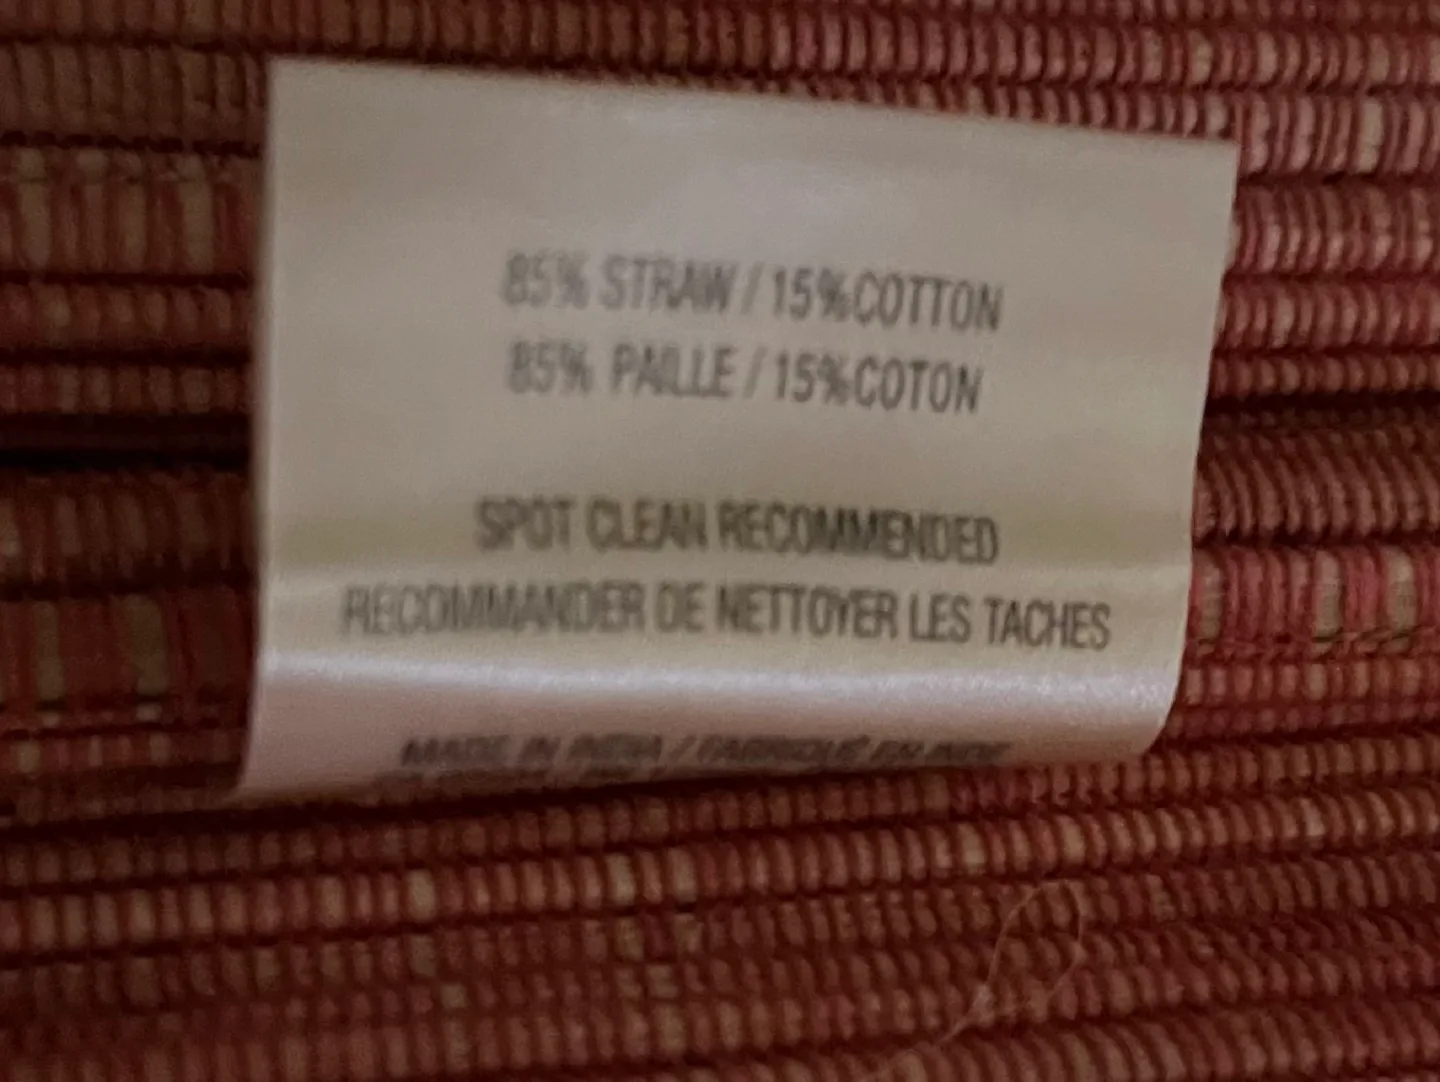 85% STRAW / 15%COTTON
85% PAILLE / 15%COTON
SPOT CLEAN RECOMMENDED
RECOMMANDER DE NETTOYER LES TACHES
MADE IN INDIA / FABRIQUÉ EN INDE